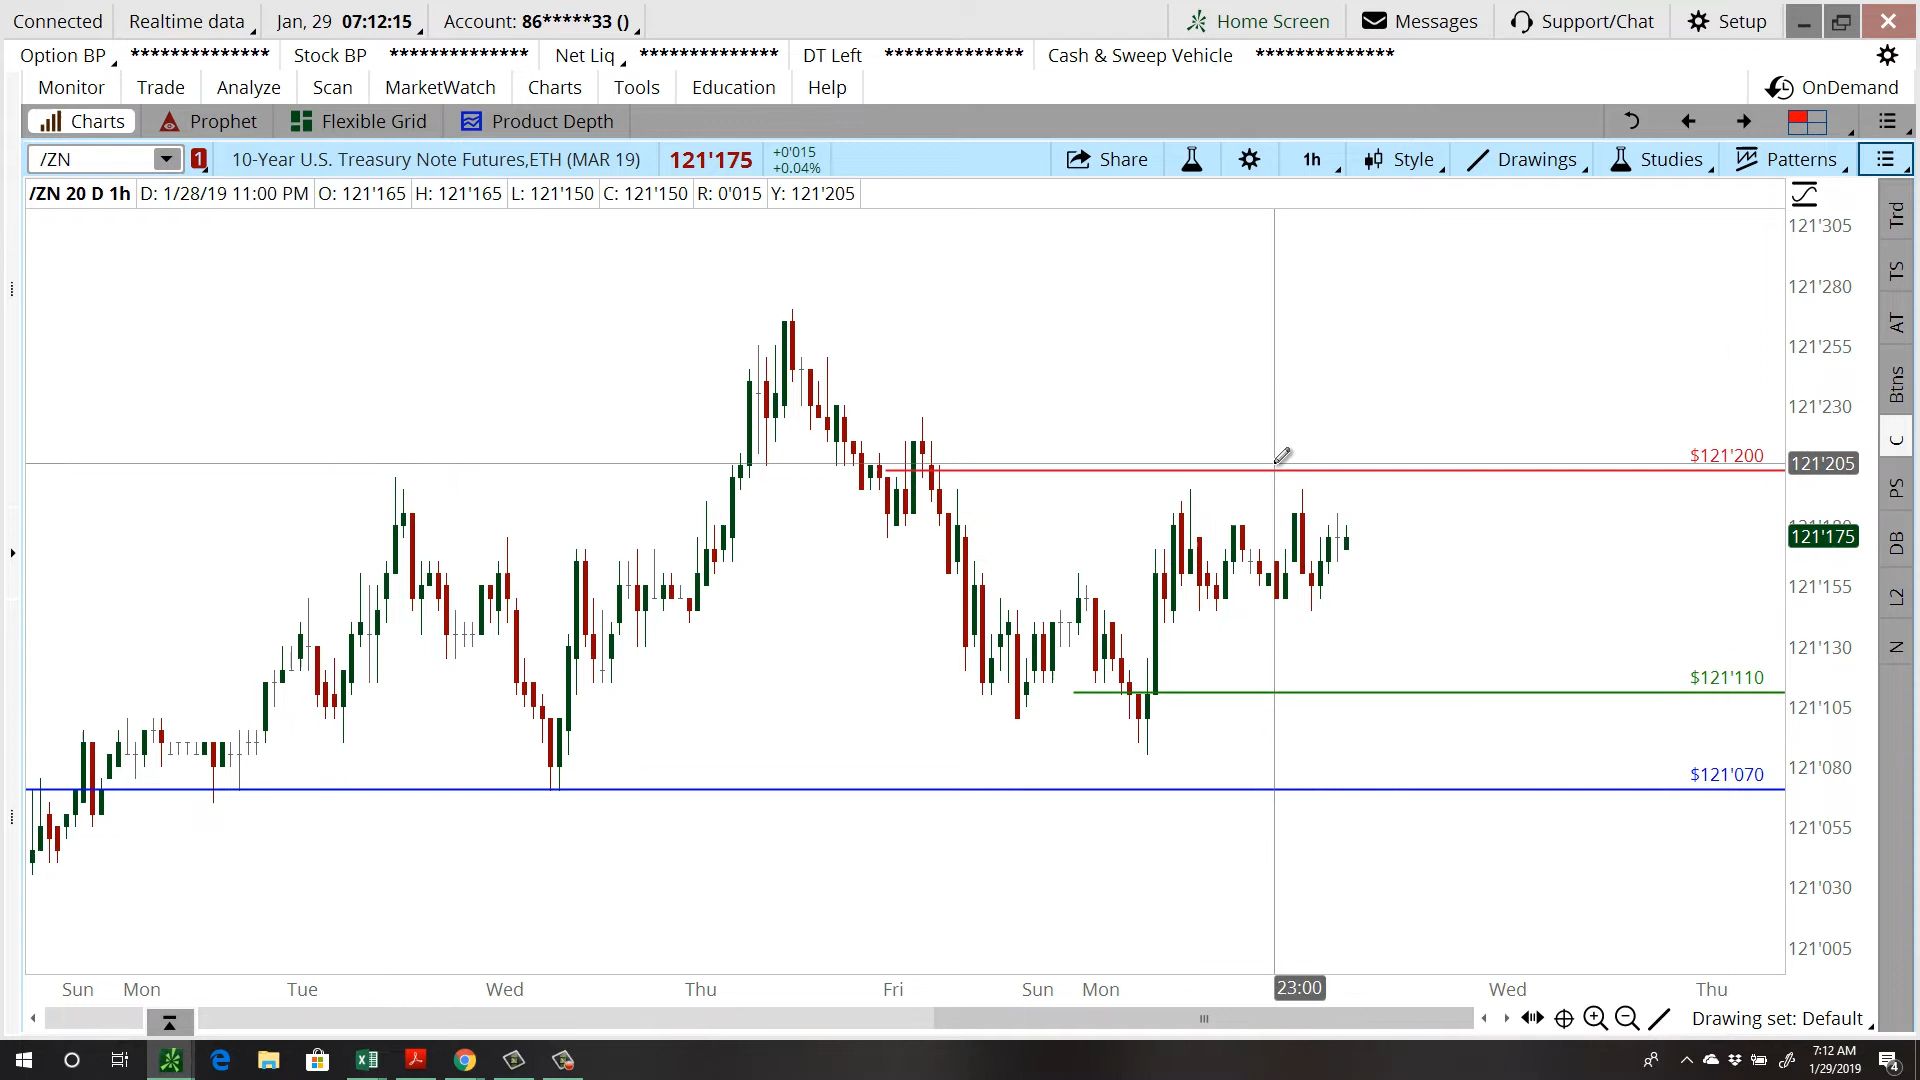 Connected Realtime data Jan, 29 07:12:15 Account: 86*****33 () Home Screen Messages Support/Chat Setup
Option BP ************** Stock BP ************** Net Liq ************** DT Left ************** Cash & Sweep Vehicle **************
Monitor Trade Analyze Scan MarketWatch Charts Tools Education Help OnDemand
Charts Prophet Flexible Grid Product Depth
/ZN 1 10-Year U.S. Treasury Note Futures,ETH (MAR 19) 121'175 +0'015 +0.04% Share 1h Style Drawings Studies Patterns
/ZN 20 D 1h D: 1/28/19 11:00 PM O: 121'165 H: 121'165 L: 121'150 C: 121'150 R: 0'015 Y: 121'205
121'305
121'280
121'255
121'230
$121'200
121'205
121'175
121'155
121'130
$121'110
121'105
121'080
$121'070
121'055
121'030
121'005
Trd
TS
AT
Btns
C
PS
DB
L2
N
Sun Mon Tue Wed Thu Fri Sun Mon 23:00 Wed Thu
Drawing set: Default
7:12 AM
1/29/2019
4